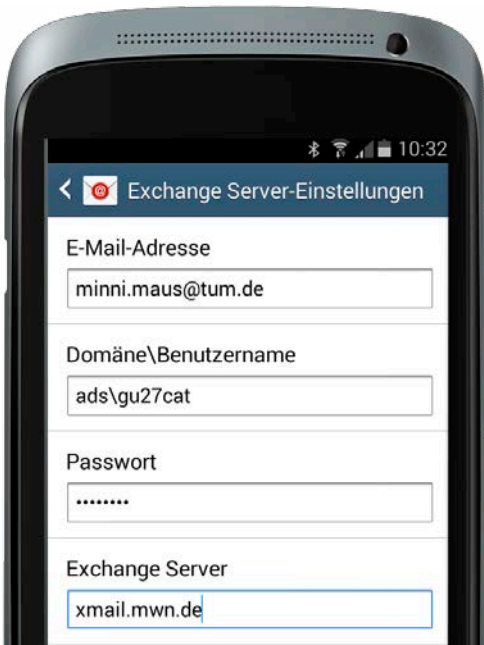 10:32
Exchange Server-Einstellungen
E-Mail-Adresse
minni.maus@tum.de
Domäne\Benutzername
ads\gu27cat
Passwort
••••••••
Exchange Server
xmail.mwn.de